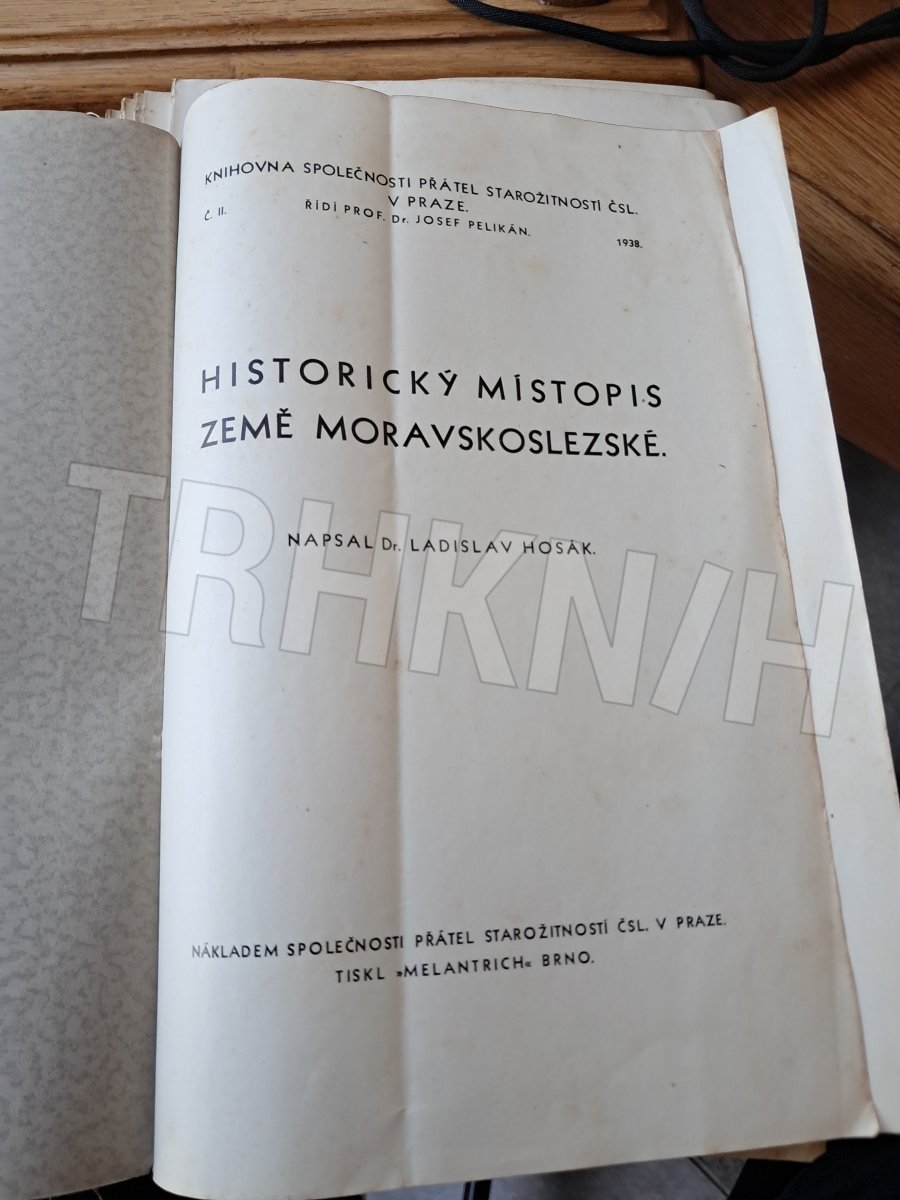 KNIHOVNA SPOLEČNOSTI PŘÁTEL STAROŽITNOSTÍ ČSL.
V PRAZE.
Č. II. ŘÍDÍ PROF. Dr. JOSEF PELIKÁN. 1938.
HISTORICKÝ MÍSTOPIS
ZEMĚ MORAVSKOSLEZSKÉ.
NAPSAL Dr. LADISLAV HOSÁK.
TRHKN/H
NÁKLADEM SPOLEČNOSTI PŘÁTEL STAROŽITNOSTÍ ČSL. V PRAZE.
TISKL »MELANTRICH« BRNO.